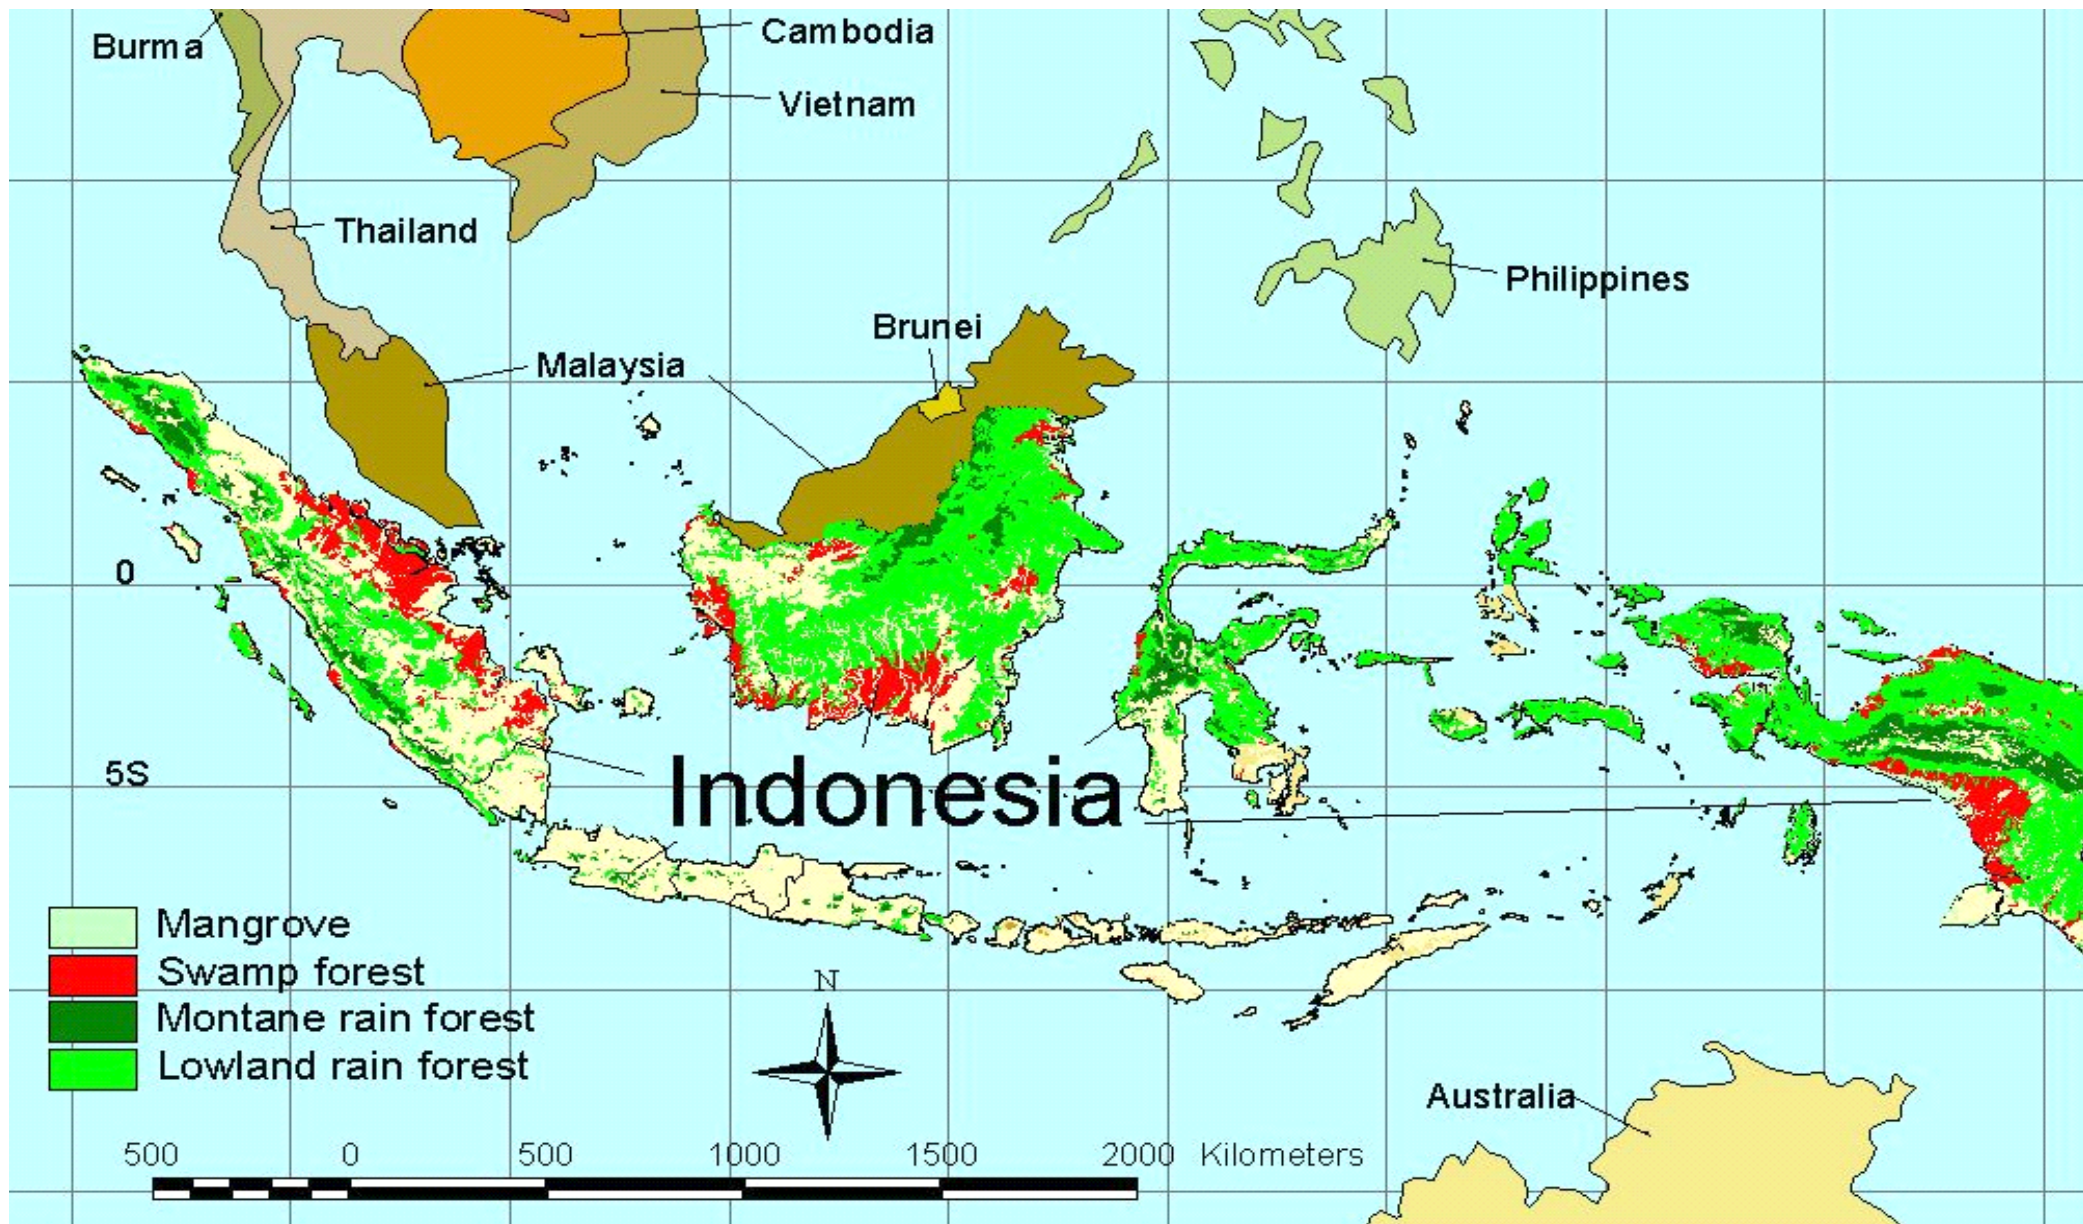 Burma
Cambodia
Vietnam
Thailand
Philippines
Brunei
Malaysia
0
5S
Indonesia
Mangrove
Swamp forest
Montane rain forest
Lowland rain forest
N
Australia
500 0 500 1000 1500 2000 Kilometers